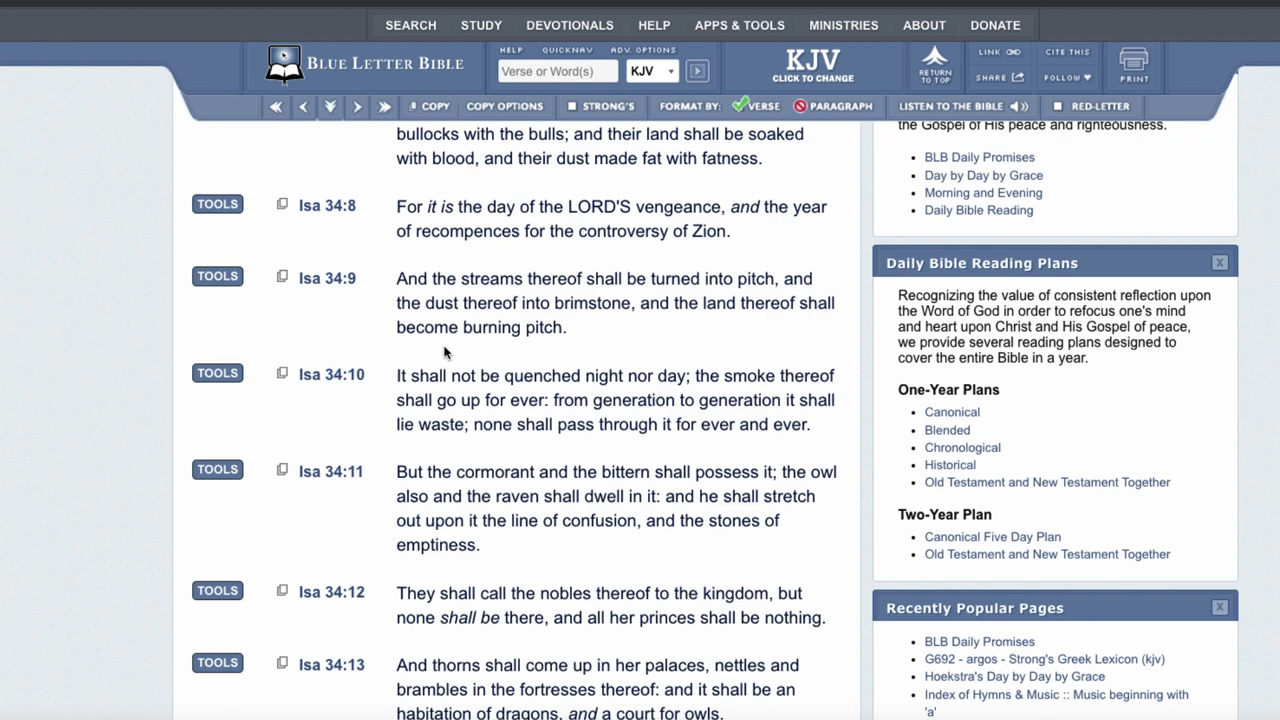 SEARCH STUDY DEVOTIONALS HELP APPS & TOOLS MINISTRIES ABOUT DONATE
BLUE LETTER BIBLE
HELP QUICKNAV ADV. OPTIONS
Verse or Word(s) KJV
KJV
CLICK TO CHANGE
RETURN
TO TOP
LINK CITE THIS
SHARE FOLLOW
PRINT
COPY COPY OPTIONS STRONG'S FORMAT BY: VERSE PARAGRAPH LISTEN TO THE BIBLE RED-LETTER
bullocks with the bulls; and their land shall be soaked
with blood, and their dust made fat with fatness.
TOOLS Isa 34:8 For it is the day of the LORD'S vengeance, and the year
of recompences for the controversy of Zion.
TOOLS Isa 34:9 And the streams thereof shall be turned into pitch, and
the dust thereof into brimstone, and the land thereof shall
become burning pitch.
TOOLS Isa 34:10 It shall not be quenched night nor day; the smoke thereof
shall go up for ever: from generation to generation it shall
lie waste; none shall pass through it for ever and ever.
TOOLS Isa 34:11 But the cormorant and the bittern shall possess it; the owl
also and the raven shall dwell in it: and he shall stretch
out upon it the line of confusion, and the stones of
emptiness.
TOOLS Isa 34:12 They shall call the nobles thereof to the kingdom, but
none shall be there, and all her princes shall be nothing.
TOOLS Isa 34:13 And thorns shall come up in her palaces, nettles and
brambles in the fortresses thereof: and it shall be an
habitation of dragons, and a court for owls.
the Gospel of His peace and righteousness.
BLB Daily Promises
Day by Day by Grace
Morning and Evening
Daily Bible Reading
Daily Bible Reading Plans
Recognizing the value of consistent reflection upon
the Word of God in order to refocus one's mind
and heart upon Christ and His Gospel of peace,
we provide several reading plans designed to
cover the entire Bible in a year.
One-Year Plans
Canonical
Blended
Chronological
Historical
Old Testament and New Testament Together
Two-Year Plan
Canonical Five Day Plan
Old Testament and New Testament Together
Recently Popular Pages
BLB Daily Promises
G692 - argos - Strong's Greek Lexicon (kjv)
Hoekstra's Day by Day by Grace
Index of Hymns & Music :: Music beginning with
'a'